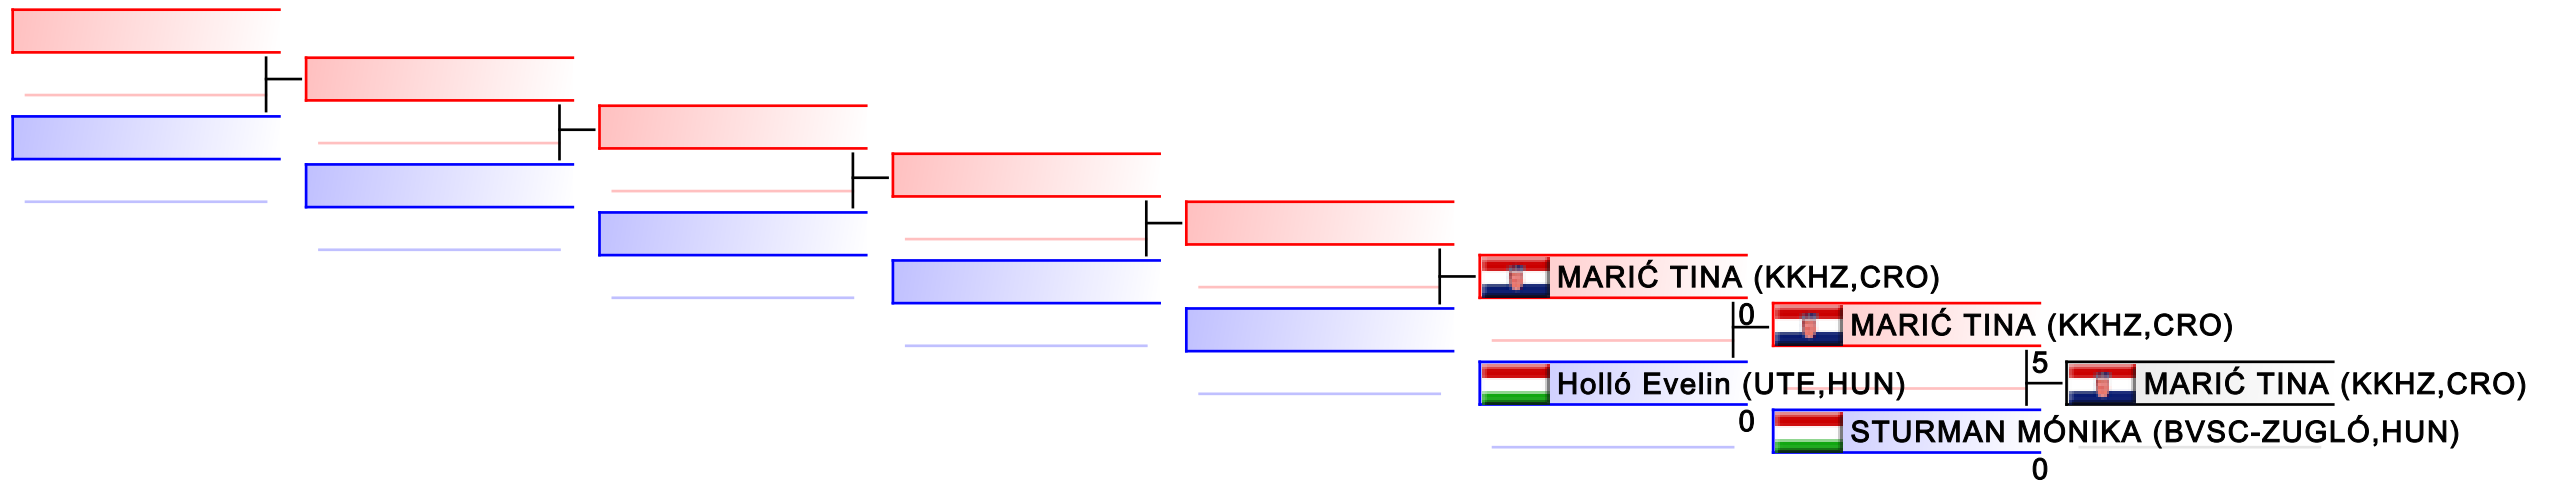 MARIĆ TINA (KKHZ,CRO)
0
MARIĆ TINA (KKHZ,CRO)
5
Holló Evelin (UTE,HUN)
MARIĆ TINA (KKHZ,CRO)
0
STURMAN MÓNIKA (BVSC-ZUGLÓ,HUN)
0